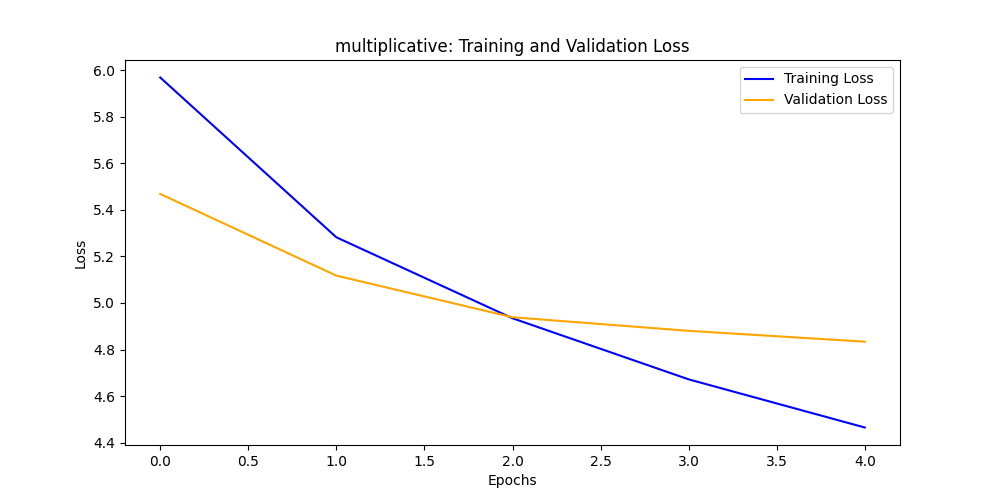 multiplicative: Training and Validation Loss
Training Loss
Validation Loss
6.0
5.8
5.6
5.4
5.2
5.0
4.8
4.6
4.4
Loss
0.0 0.5 1.0 1.5 2.0 2.5 3.0 3.5 4.0
Epochs